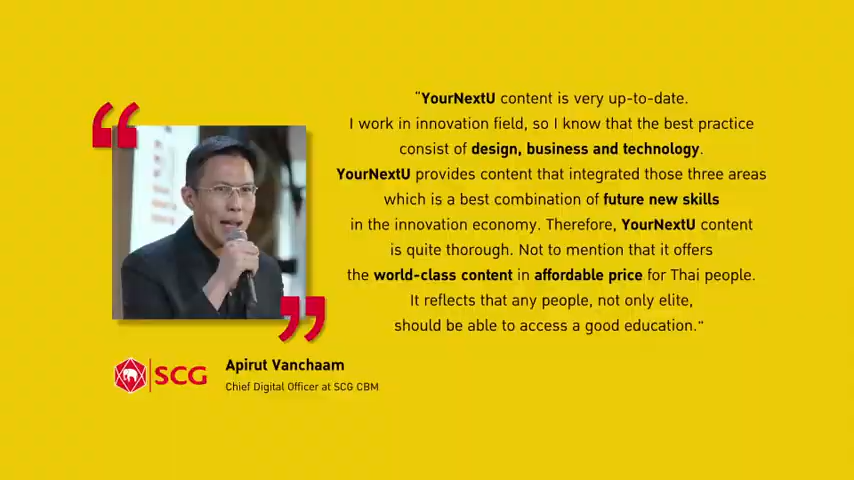 "YourNextU content is very up-to-date.
I work in innovation field, so I know that the best practice
consist of design, business and technology.
YourNextU provides content that integrated those three areas
which is a best combination of future new skills
in the innovation economy. Therefore, YourNextU content
is quite thorough. Not to mention that it offers
the world-class content in affordable price for Thai people.
It reflects that any people, not only elite,
should be able to access a good education."
SCG
Apirut Vanchaam
Chief Digital Officer at SCG CBM